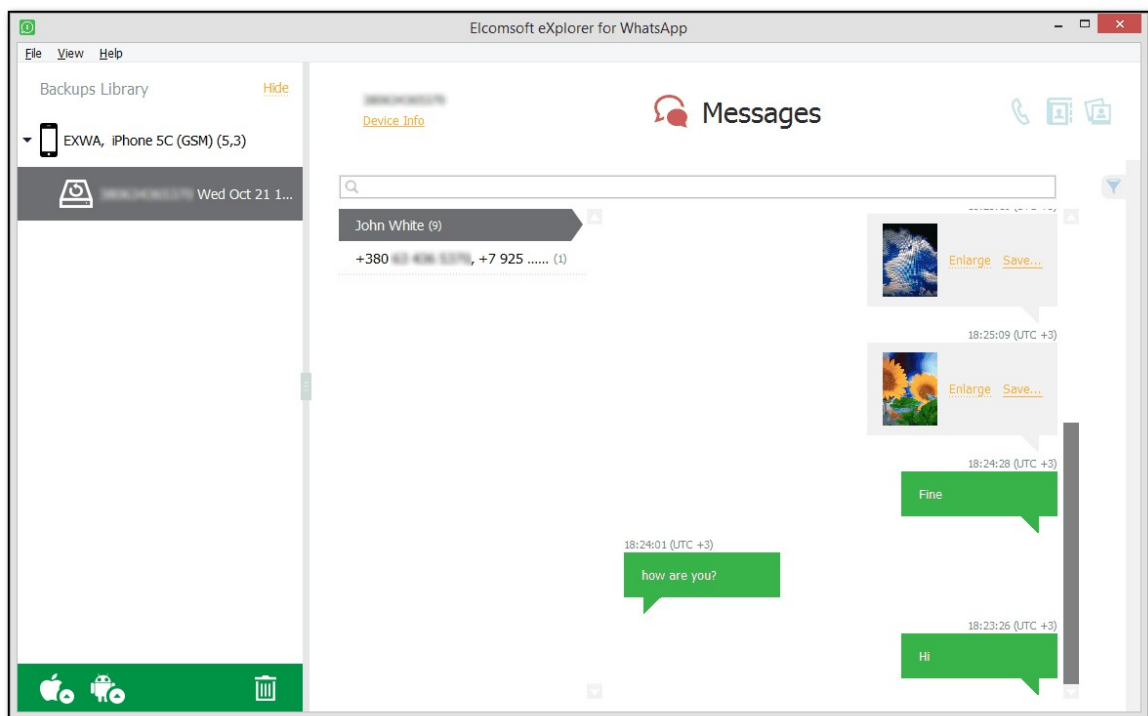 Elcomsoft eXplorer for WhatsApp
File View Help
Backups Library Hide
EXWA, iPhone 5C (GSM) (5,3)
Wed Oct 21 1...
Device Info
Messages
John White (9)
+380 , +7 925 ...... (1)
Enlarge Save...
18:25:09 (UTC +3)
Enlarge Save...
18:24:28 (UTC +3)
Fine
18:24:01 (UTC +3)
how are you?
18:23:26 (UTC +3)
Hi